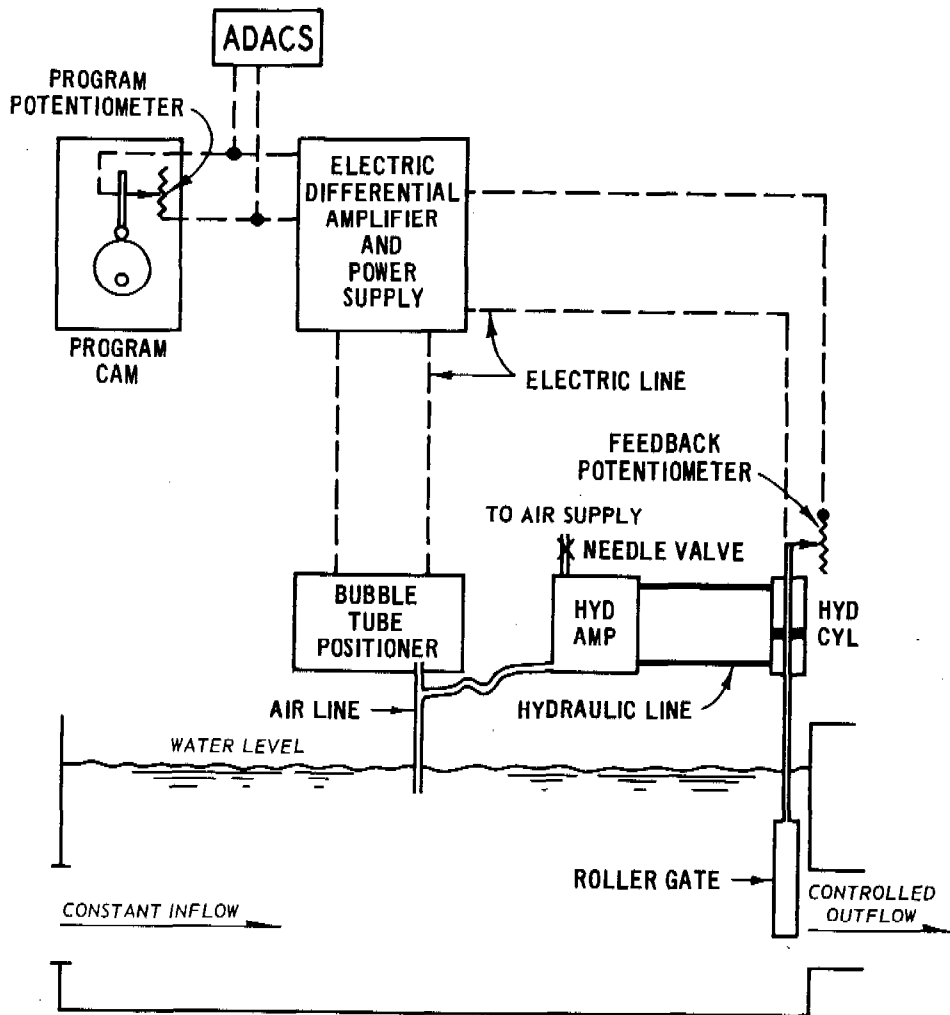 ADACS
PROGRAM
POTENTIOMETER
ELECTRIC
DIFFERENTIAL
AMPLIFIER
AND
POWER
SUPPLY
PROGRAM
CAM
ELECTRIC LINE
FEEDBACK
POTENTIOMETER
TO AIR SUPPLY
NEEDLE VALVE
BUBBLE
TUBE
POSITIONER
HYD
AMP
HYD
CYL
AIR LINE
HYDRAULIC LINE
WATER LEVEL
ROLLER GATE
CONSTANT INFLOW
CONTROLLED
OUTFLOW